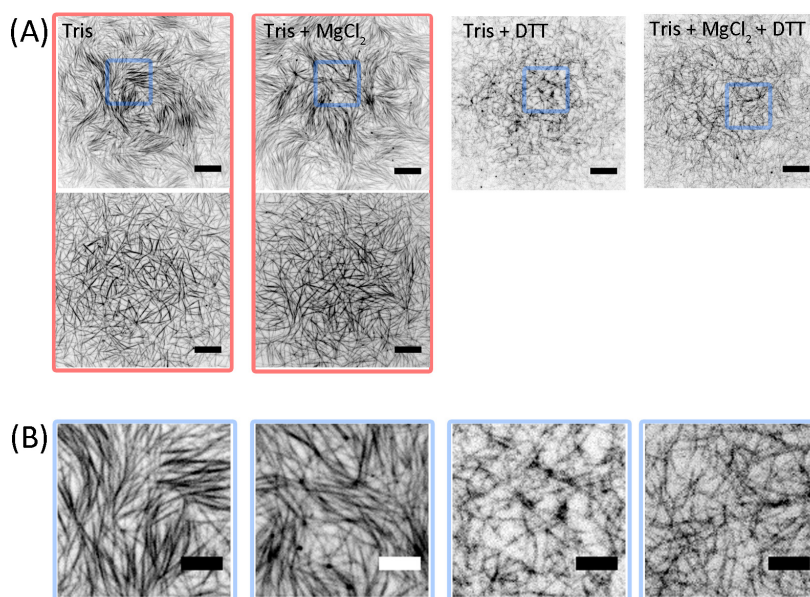 (A)
Tris
Tris + MgCl₂
Tris + DTT
Tris + MgCl₂ + DTT
(B)